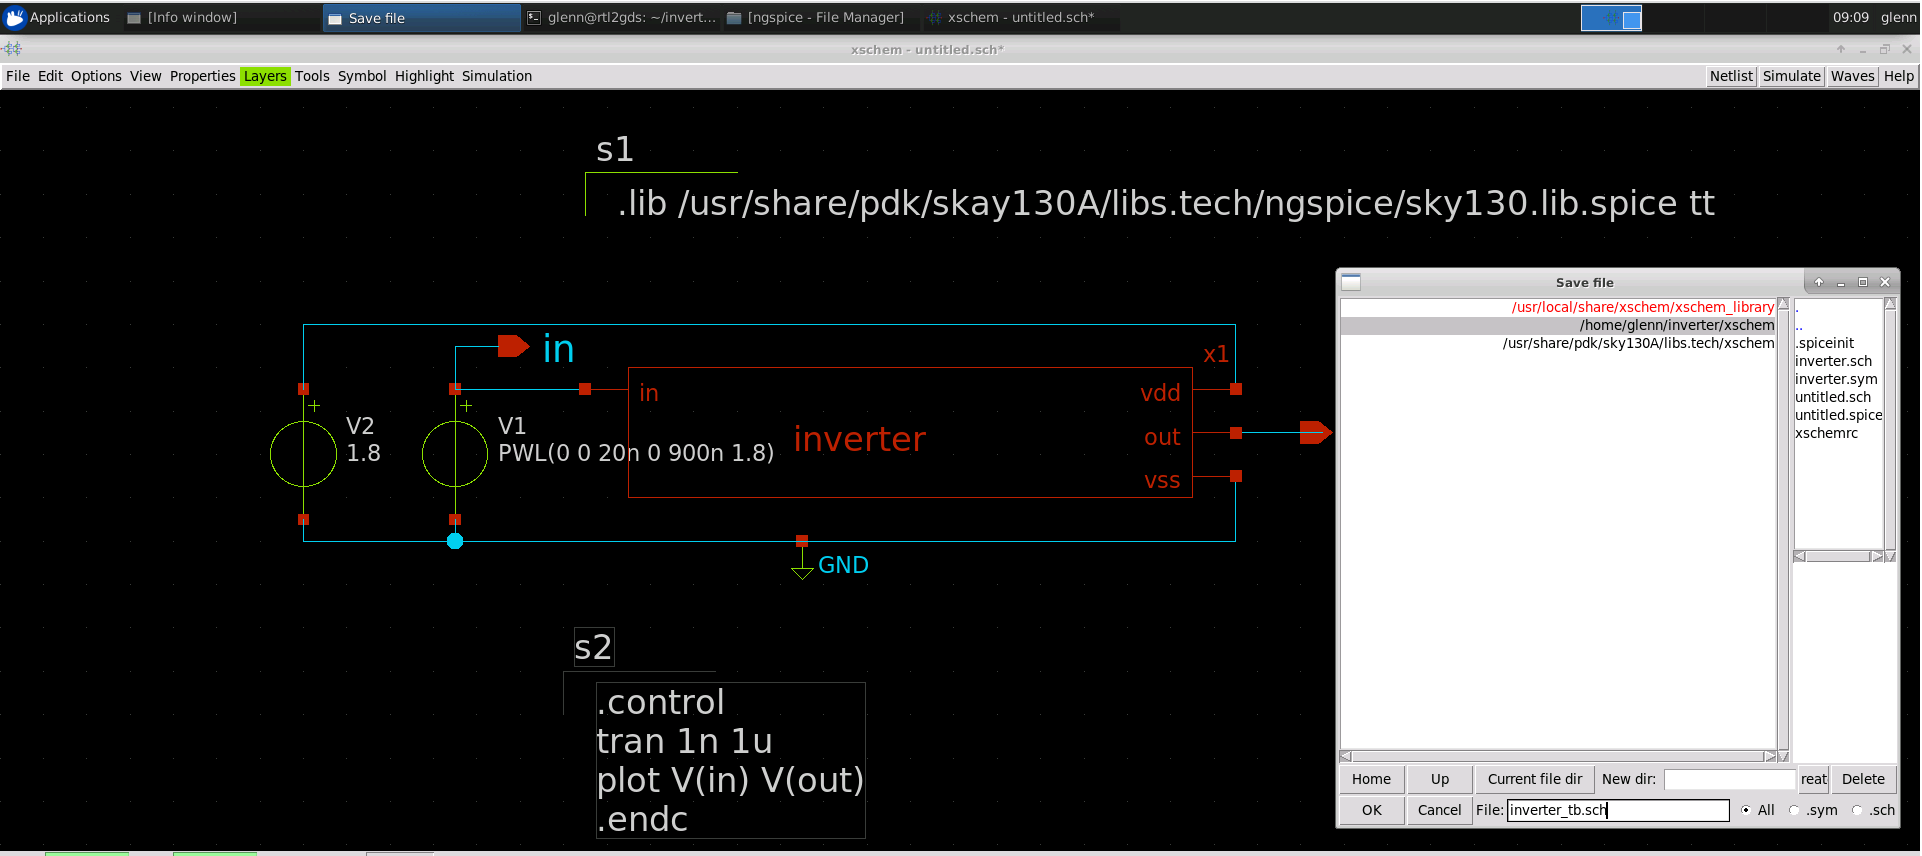 Applications
[Info window]
Save file
glenn@rtl2gds: ~/invert...
[ngspice - File Manager]
xschem - untitled.sch*
09:09
glenn
xschem - untitled.sch*
File Edit Options View Properties Layers Tools Symbol Highlight Simulation
Netlist Simulate Waves Help
s1
.lib /usr/share/pdk/skay130A/libs.tech/ngspice/sky130.lib.spice tt
in
x1
in
vdd
V2
1.8
V1
PWL(0 0 20n 0 900n 1.8)
inverter
out
vss
GND
s2
.control
tran 1n 1u
plot V(in) V(out)
.endc
Save file
/usr/local/share/xschem/xschem_library
/home/glenn/inverter/xschem
/usr/share/pdk/sky130A/libs.tech/xschem
.
..
.spiceinit
inverter.sch
inverter.sym
untitled.sch
untitled.spice
xschemrc
Home Up Current file dir New dir: reat Delete
OK Cancel File: inverter_tb.sch All .sym .sch